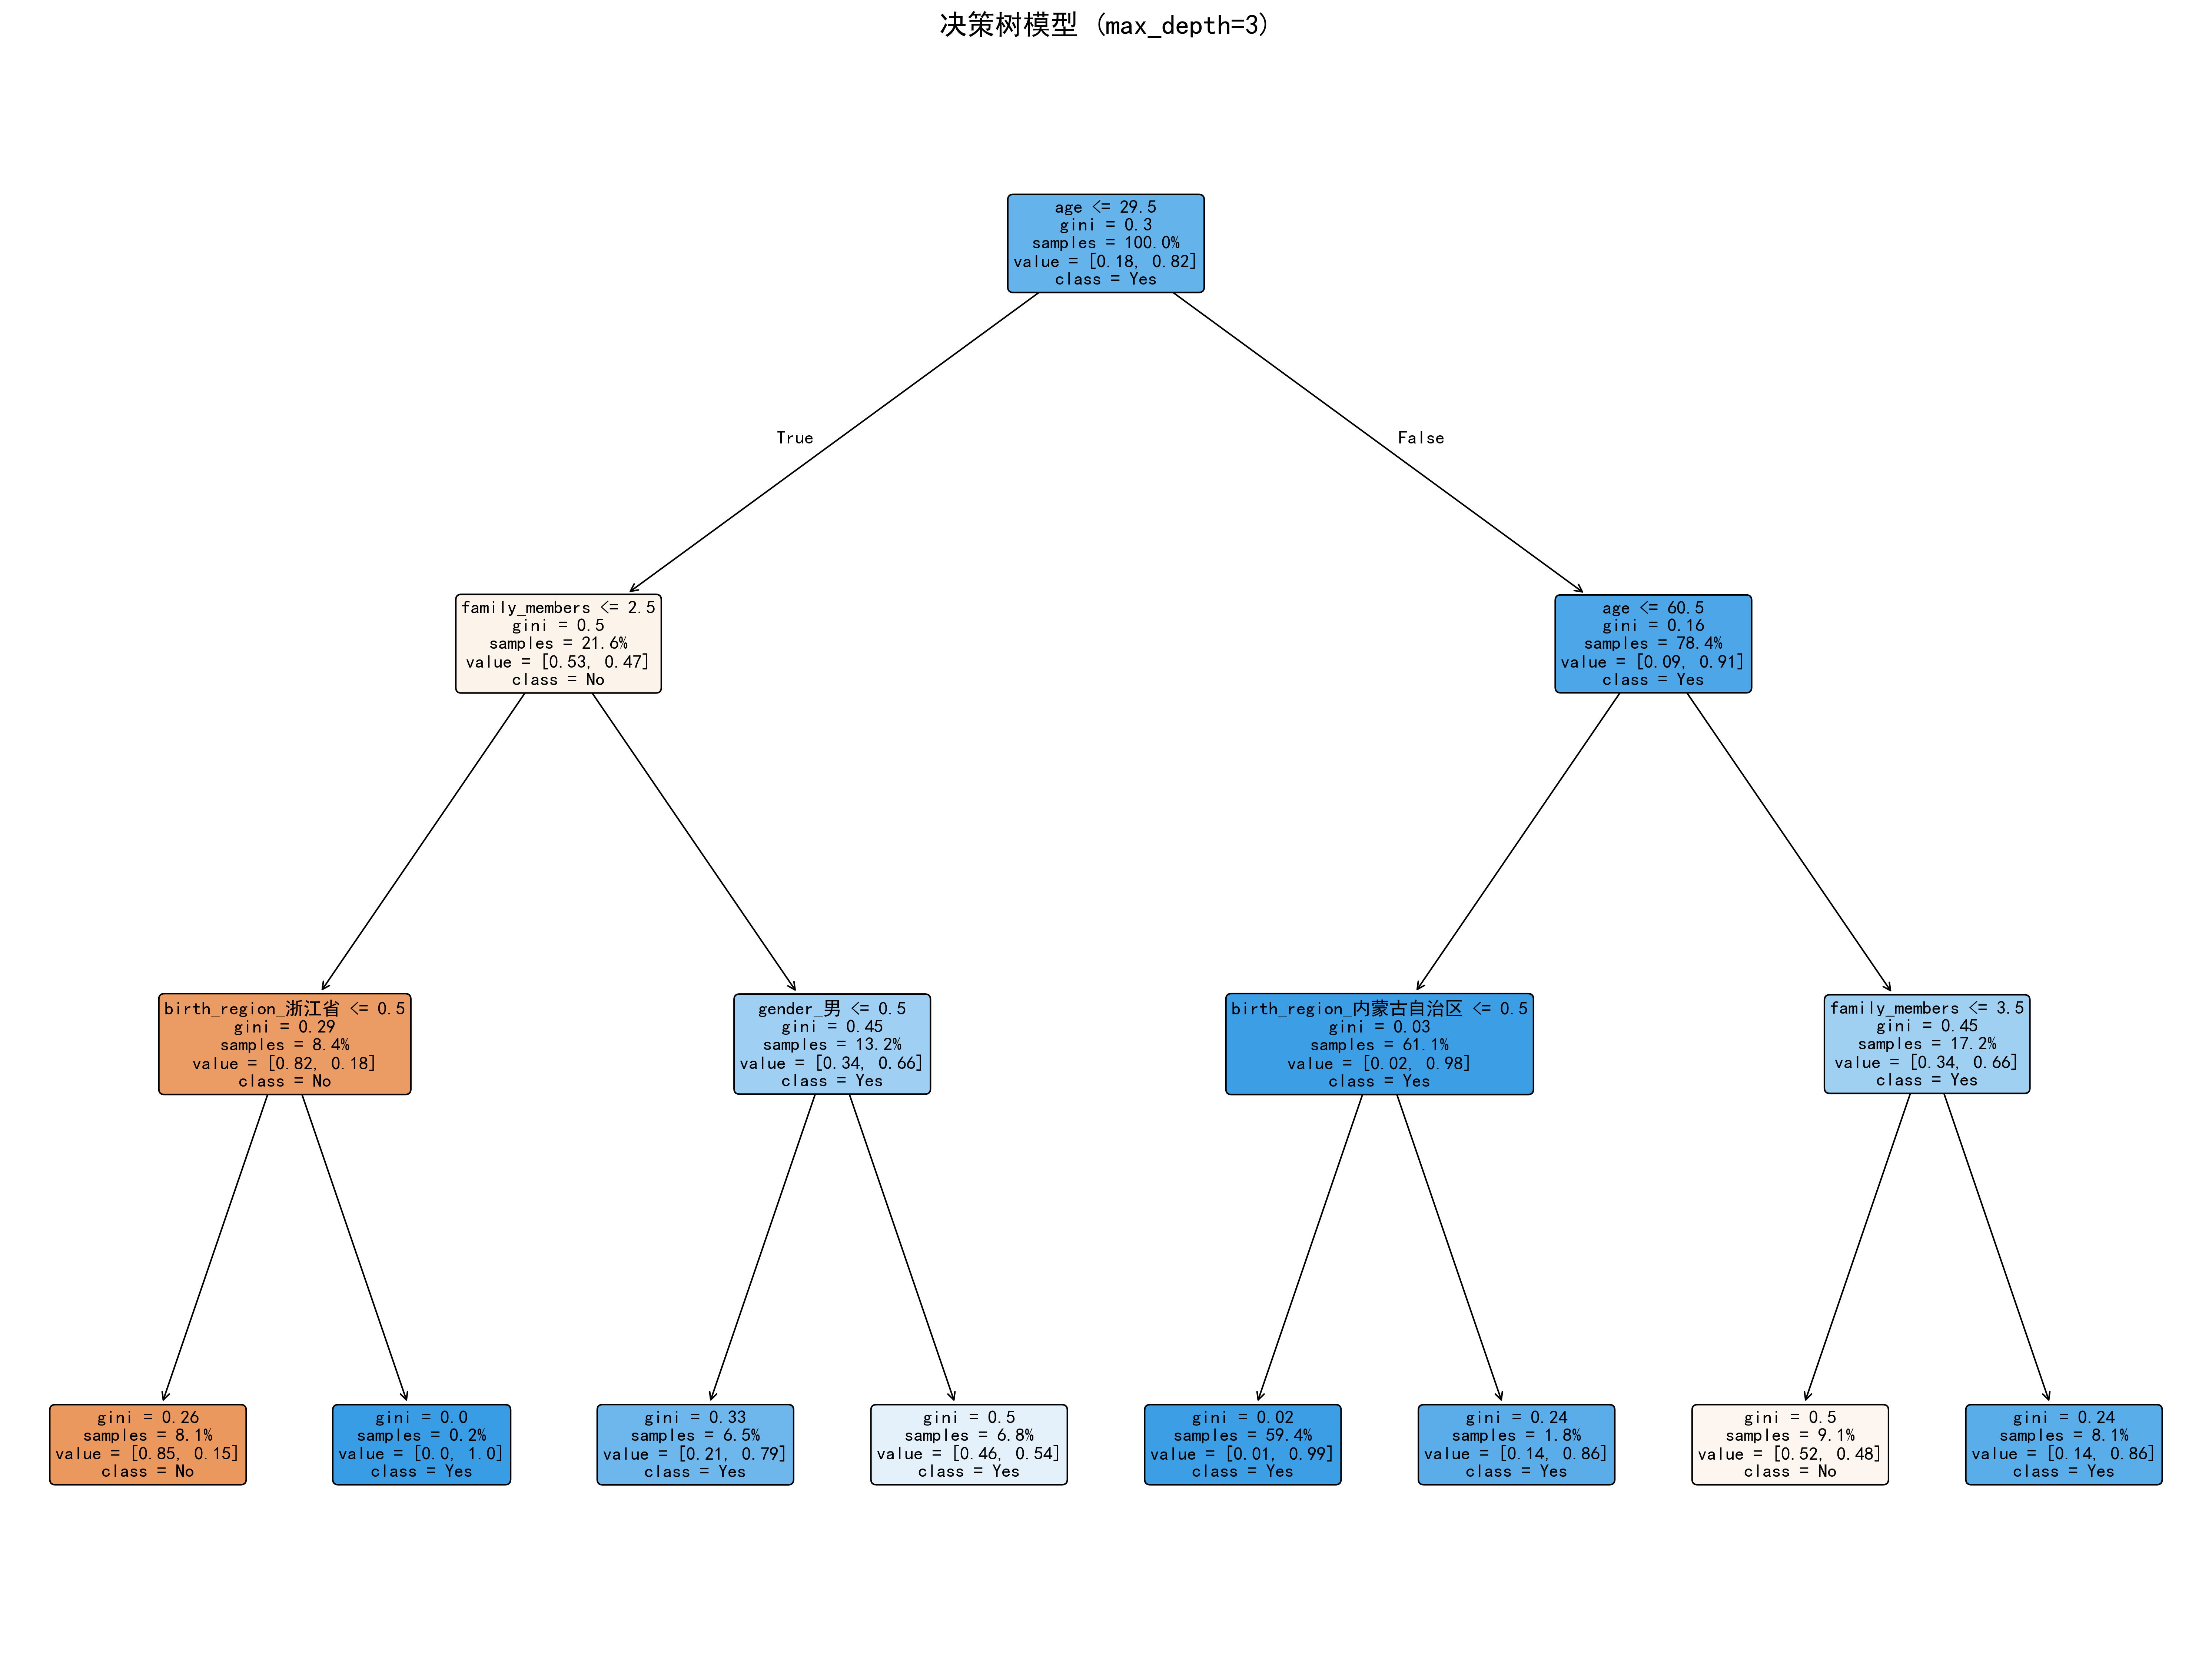 决策树模型 (max_depth=3)
age <= 29.5
gini = 0.3
samples = 100.0%
value = [0.18, 0.82]
class = Yes
True
False
family_members <= 2.5
gini = 0.5
samples = 21.6%
value = [0.53, 0.47]
class = No
age <= 60.5
gini = 0.16
samples = 78.4%
value = [0.09, 0.91]
class = Yes
birth_region_浙江省 <= 0.5
gini = 0.29
samples = 8.4%
value = [0.82, 0.18]
class = No
gender_男 <= 0.5
gini = 0.45
samples = 13.2%
value = [0.34, 0.66]
class = Yes
birth_region_内蒙古自治区 <= 0.5
gini = 0.03
samples = 61.1%
value = [0.02, 0.98]
class = Yes
family_members <= 3.5
gini = 0.45
samples = 17.2%
value = [0.34, 0.66]
class = Yes
gini = 0.26
samples = 8.1%
value = [0.85, 0.15]
class = No
gini = 0.0
samples = 0.2%
value = [0.0, 1.0]
class = Yes
gini = 0.33
samples = 6.5%
value = [0.21, 0.79]
class = Yes
gini = 0.5
samples = 6.8%
value = [0.46, 0.54]
class = Yes
gini = 0.02
samples = 59.4%
value = [0.01, 0.99]
class = Yes
gini = 0.24
samples = 1.8%
value = [0.14, 0.86]
class = Yes
gini = 0.5
samples = 9.1%
value = [0.52, 0.48]
class = No
gini = 0.24
samples = 8.1%
value = [0.14, 0.86]
class = Yes